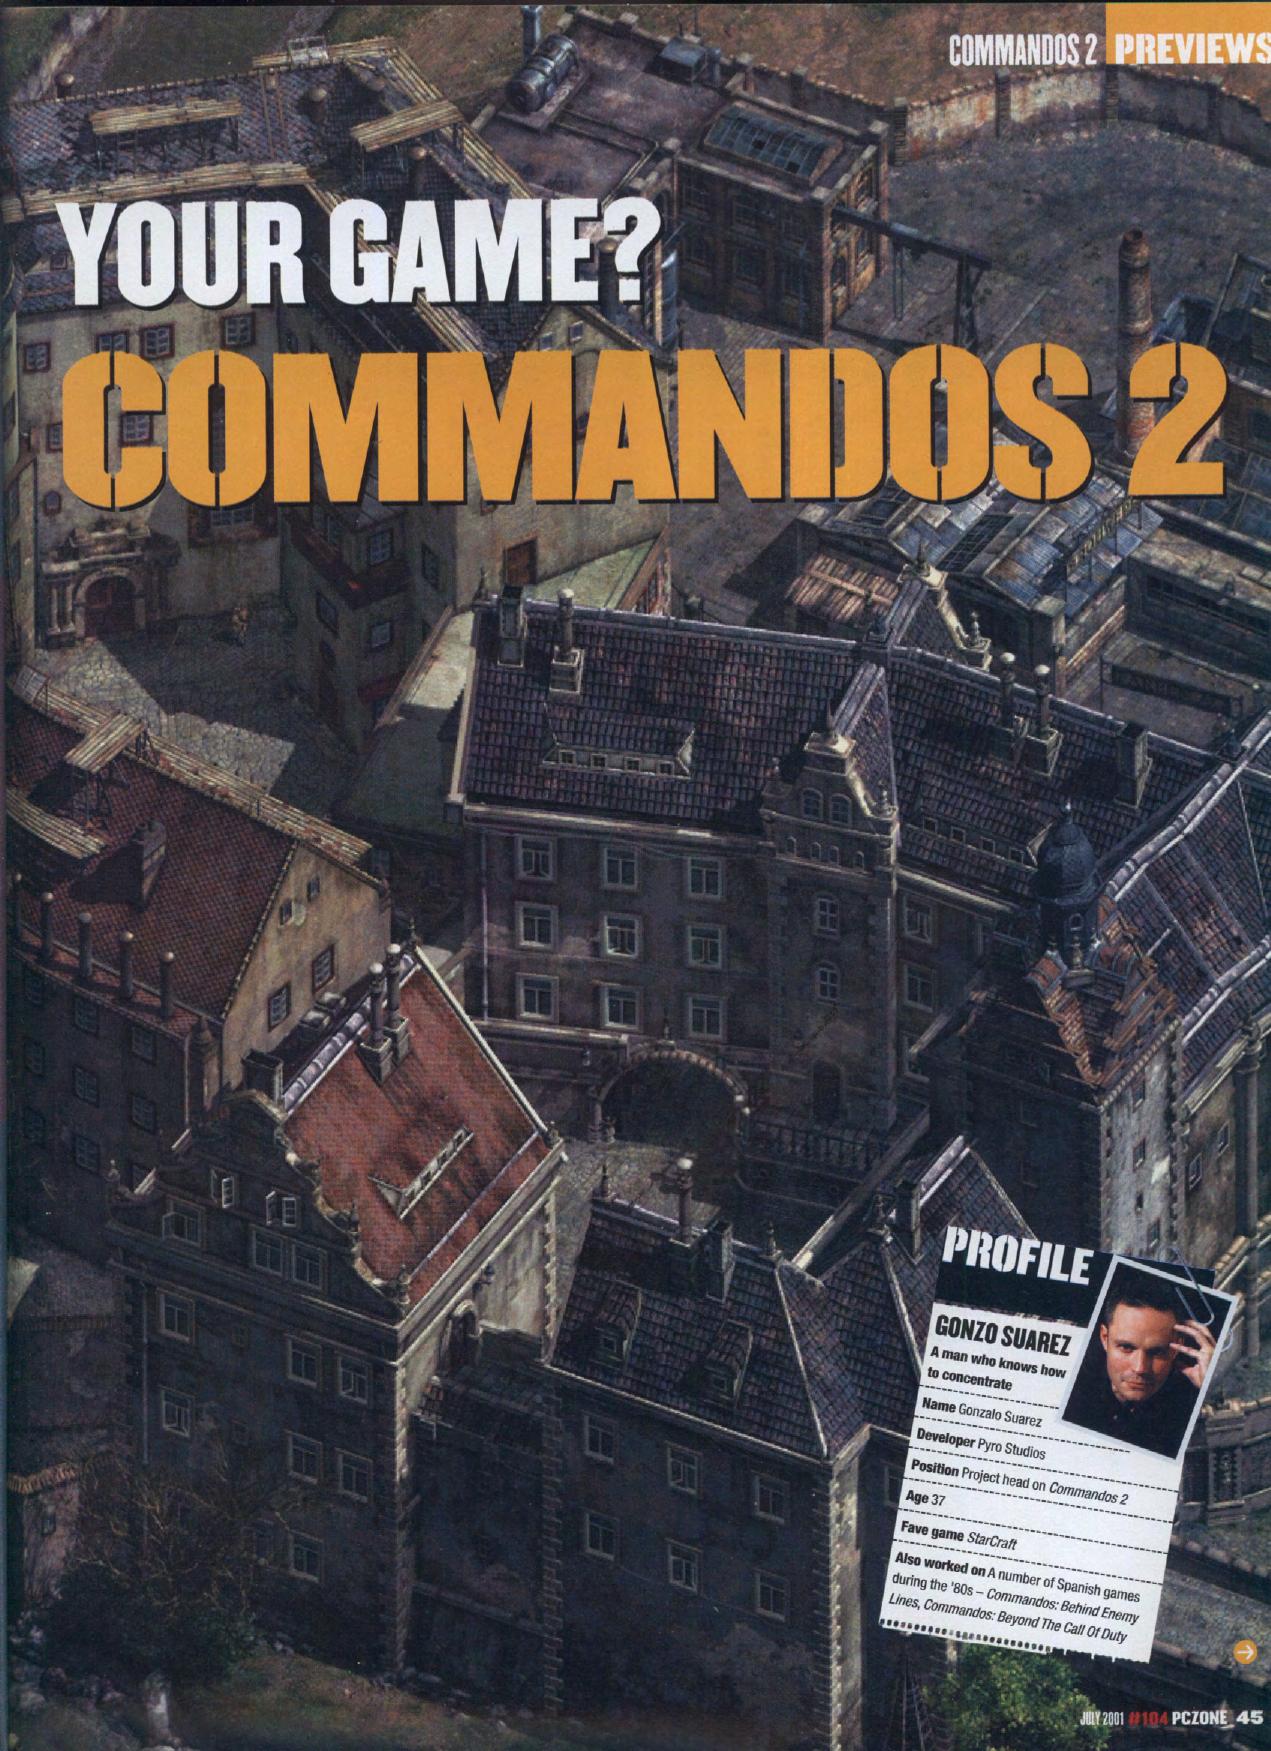 COMMANDOS 2 PREVIEWS
YOUR GAME?
COMMANDOS 2
PROFILE
GONZO SUAREZ
A man who knows how
to concentrate
Name Gonzalo Suarez
Developer Pyro Studios
Position Project head on Commandos 2
Age 37
Fave game StarCraft
Also worked on A number of Spanish games
during the '80s – Commandos: Behind Enemy
Lines, Commandos: Beyond The Call Of Duty
JULY 2001 #104 PCZONE 45